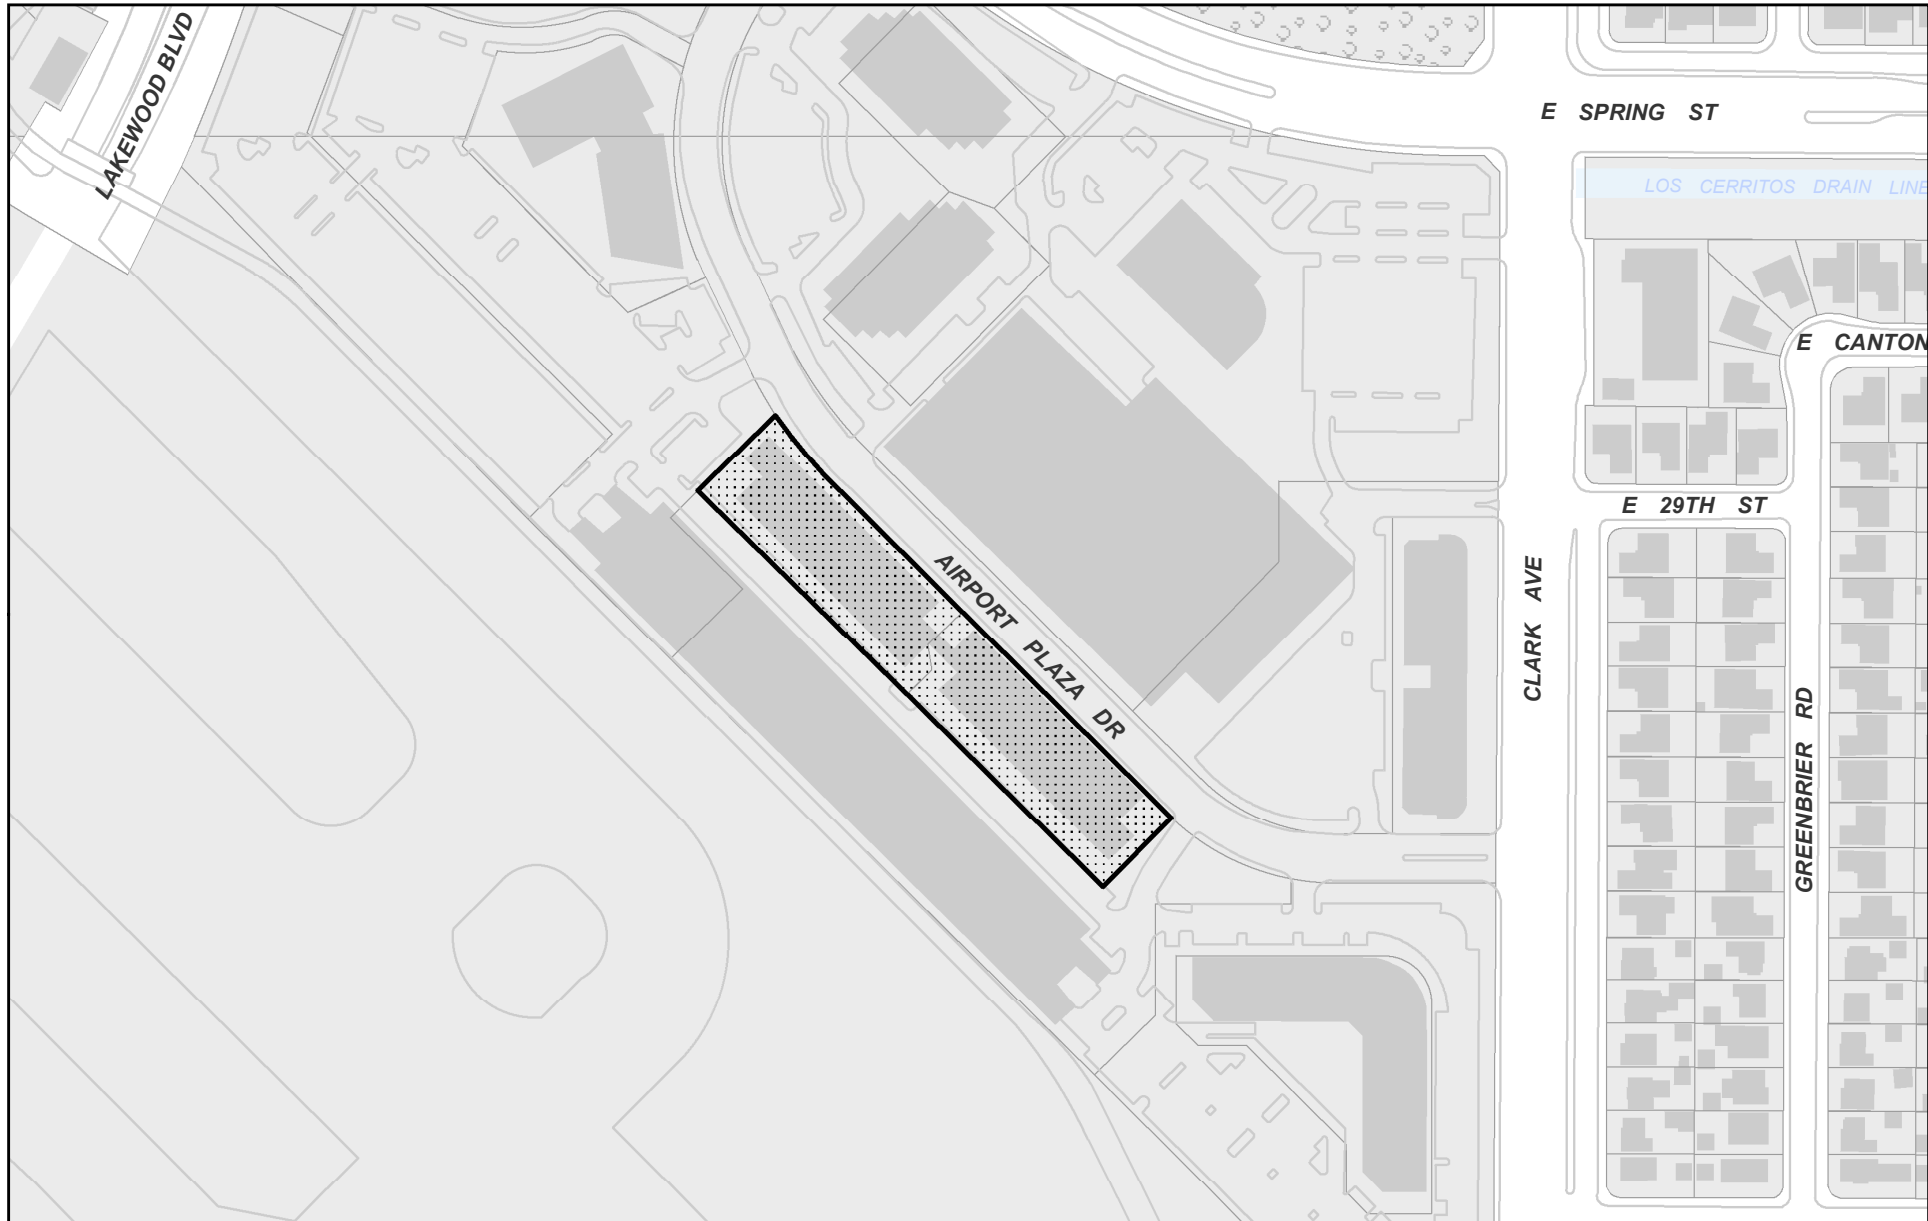 LAKEWOOD BLVD
E SPRING ST
LOS CERRITOS DRAIN LINE
E CANTON
E 29TH ST
AIRPORT PLAZA DR
CLARK AVE
GREENBRIER RD